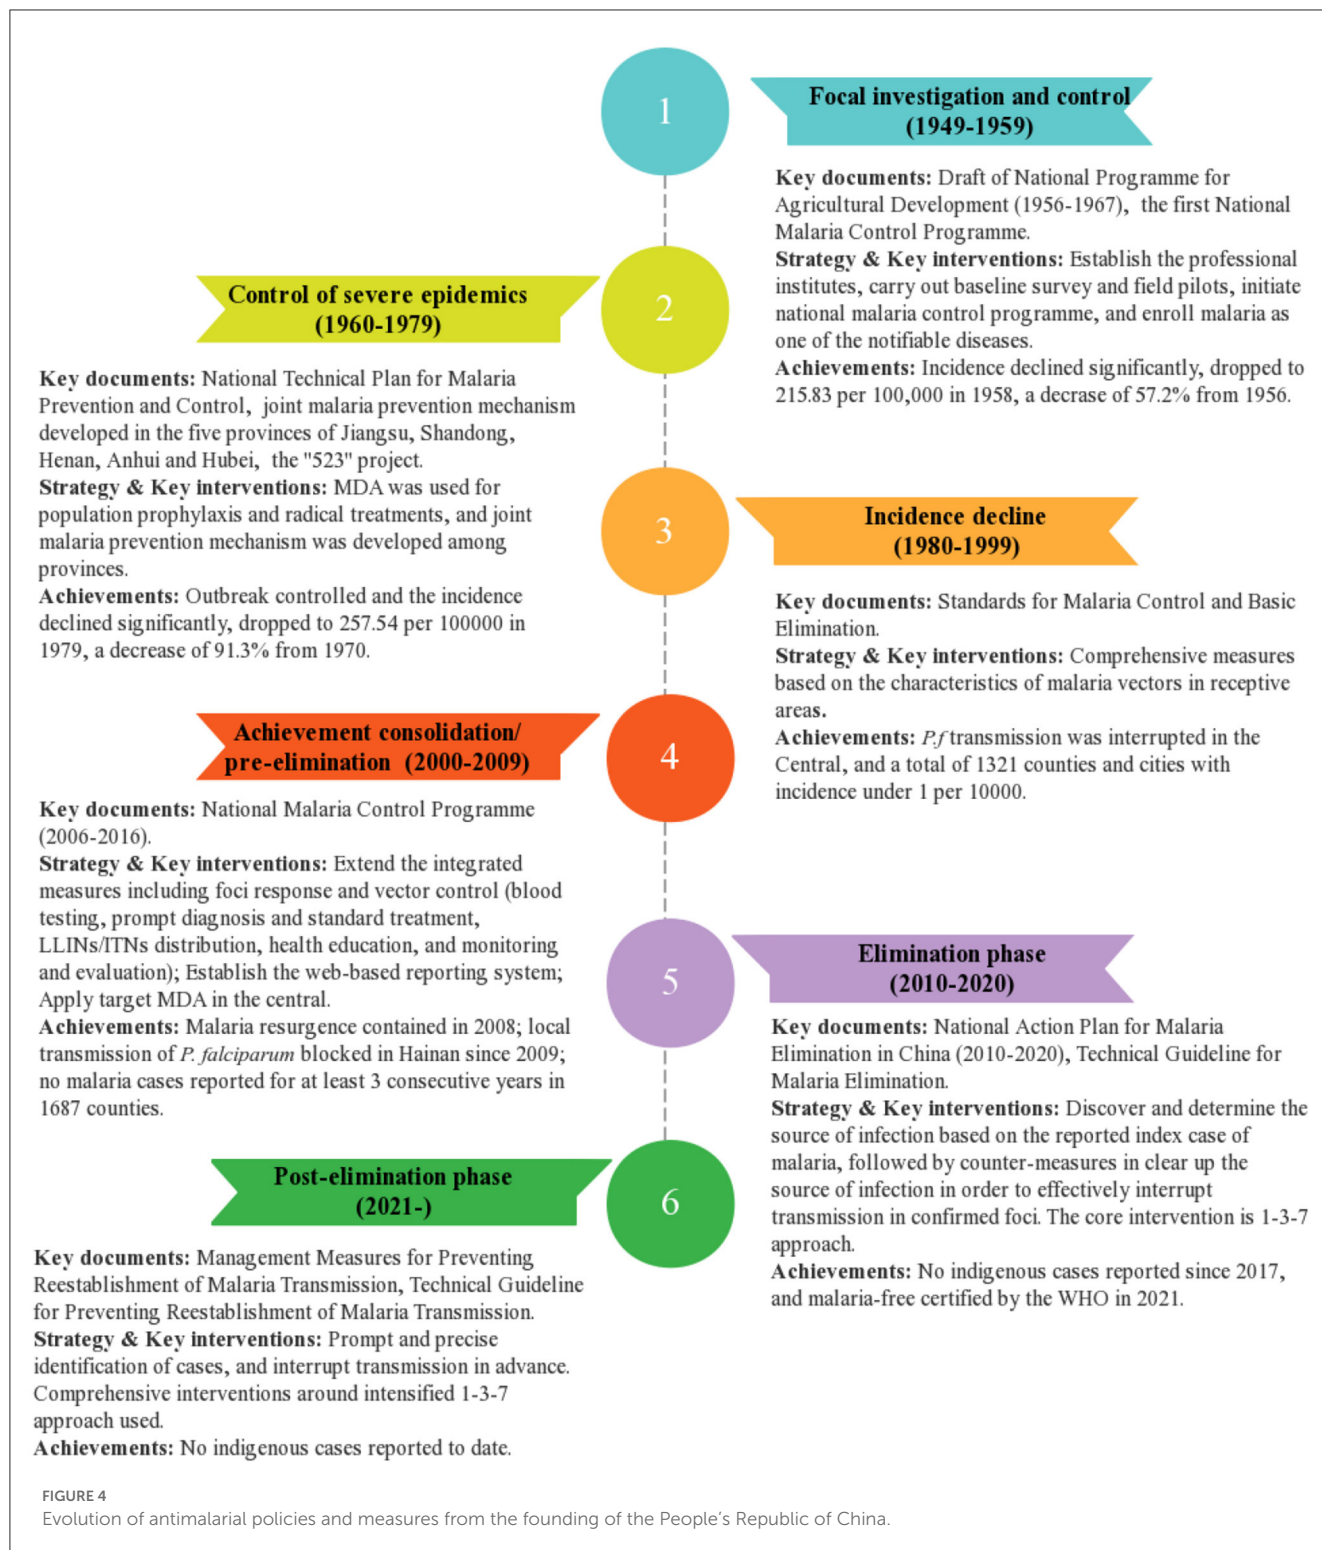 1
Focal investigation and control
(1949-1959)
Key documents: Draft of National Programme for
Agricultural Development (1956-1967), the first National
Malaria Control Programme.
Strategy & Key interventions: Establish the professional
institutes, carry out baseline survey and field pilots, initiate
national malaria control programme, and enroll malaria as
one of the notifiable diseases.
Achievements: Incidence declined significantly, dropped to
215.83 per 100,000 in 1958, a decrase of 57.2% from 1956.
2
Control of severe epidemics
(1960-1979)
Key documents: National Technical Plan for Malaria
Prevention and Control, joint malaria prevention mechanism
developed in the five provinces of Jiangsu, Shandong,
Henan, Anhui and Hubei, the "523" project.
Strategy & Key interventions: MDA was used for
population prophylaxis and radical treatments, and joint
malaria prevention mechanism was developed among
provinces.
Achievements: Outbreak controlled and the incidence
declined significantly, dropped to 257.54 per 100000 in
1979, a decrease of 91.3% from 1970.
3
Incidence decline
(1980-1999)
Key documents: Standards for Malaria Control and Basic
Elimination.
Strategy & Key interventions: Comprehensive measures
based on the characteristics of malaria vectors in receptive
areas.
Achievements: P.f transmission was interrupted in the
Central, and a total of 1321 counties and cities with
incidence under 1 per 10000.
4
Achievement consolidation/
pre-elimination (2000-2009)
Key documents: National Malaria Control Programme
(2006-2016).
Strategy & Key interventions: Extend the integrated
measures including foci response and vector control (blood
testing, prompt diagnosis and standard treatment,
LLINs/ITNs distribution, health education, and monitoring
and evaluation); Establish the web-based reporting system;
Apply target MDA in the central.
Achievements: Malaria resurgence contained in 2008; local
transmission of P. falciparum blocked in Hainan since 2009;
no malaria cases reported for at least 3 consecutive years in
1687 counties.
5
Elimination phase
(2010-2020)
Key documents: National Action Plan for Malaria
Elimination in China (2010-2020), Technical Guideline for
Malaria Elimination.
Strategy & Key interventions: Discover and determine the
source of infection based on the reported index case of
malaria, followed by counter-measures in clear up the
source of infection in order to effectively interrupt
transmission in confirmed foci. The core intervention is 1-3-7
approach.
Achievements: No indigenous cases reported since 2017,
and malaria-free certified by the WHO in 2021.
6
Post-elimination phase
(2021-)
Key documents: Management Measures for Preventing
Reestablishment of Malaria Transmission, Technical Guideline
for Preventing Reestablishment of Malaria Transmission.
Strategy & Key interventions: Prompt and precise
identification of cases, and interrupt transmission in advance.
Comprehensive interventions around intensified 1-3-7
approach used.
Achievements: No indigenous cases reported to date.
FIGURE 4
Evolution of antimalarial policies and measures from the founding of the People's Republic of China.